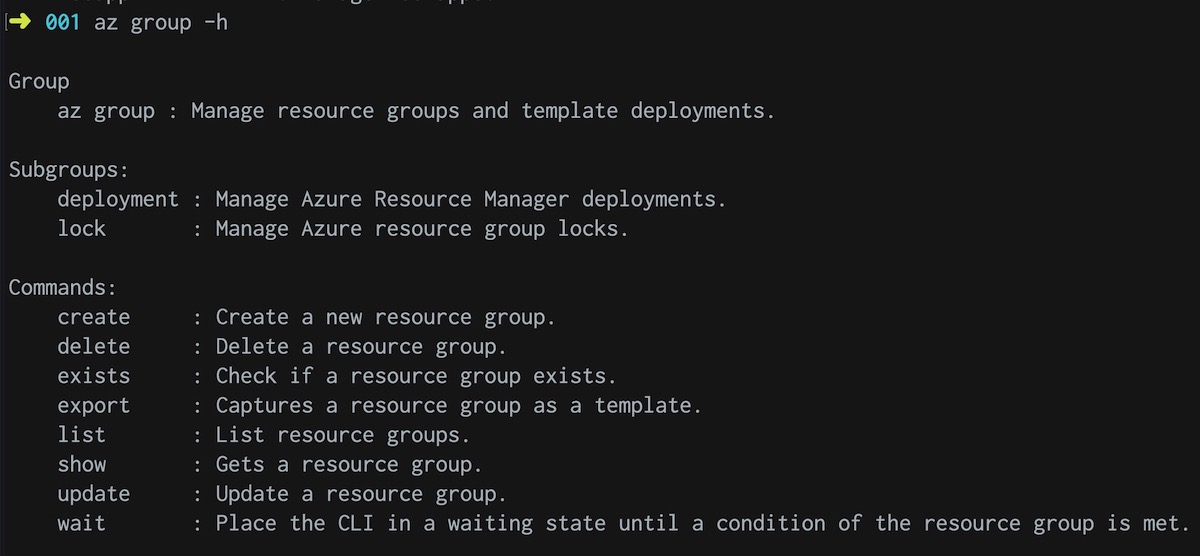 ➜ 001 az group -h
Group
az group : Manage resource groups and template deployments.
Subgroups:
deployment : Manage Azure Resource Manager deployments.
lock : Manage Azure resource group locks.
Commands:
create : Create a new resource group.
delete : Delete a resource group.
exists : Check if a resource group exists.
export : Captures a resource group as a template.
list : List resource groups.
show : Gets a resource group.
update : Update a resource group.
wait : Place the CLI in a waiting state until a condition of the resource group is met.